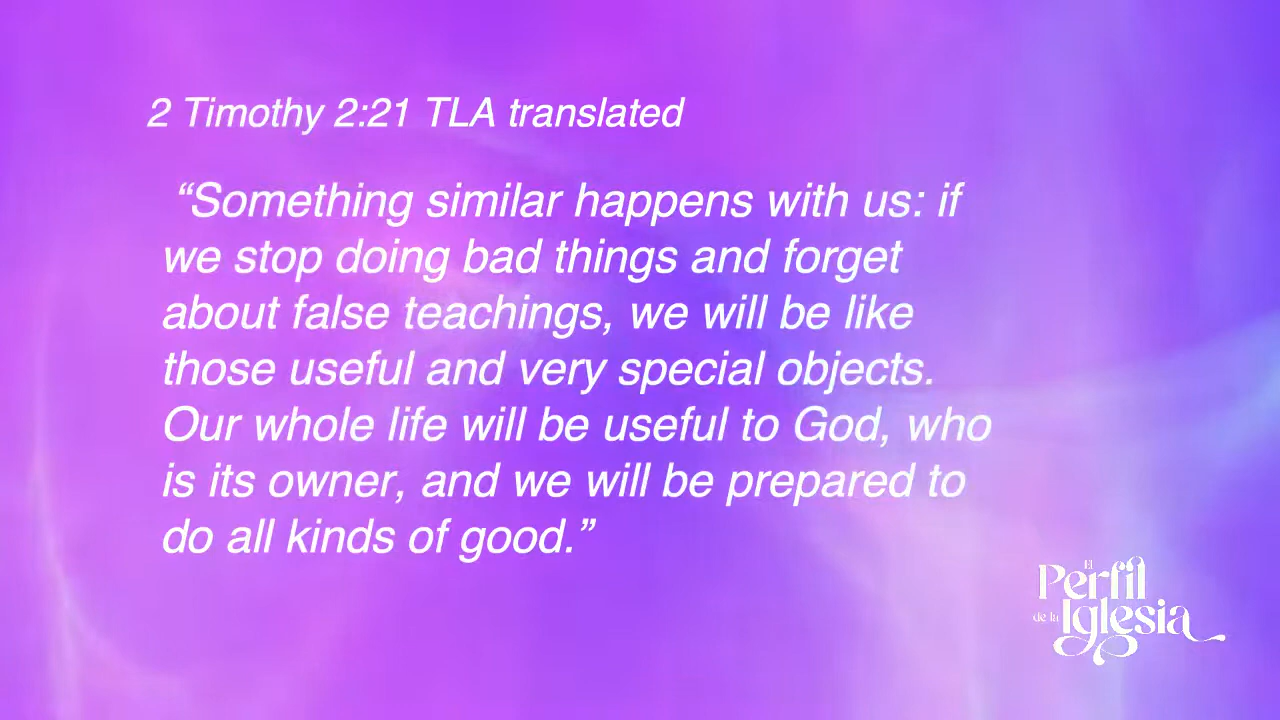 2 Timothy 2:21 TLA translated
“Something similar happens with us: if
we stop doing bad things and forget
about false teachings, we will be like
those useful and very special objects.
Our whole life will be useful to God, who
is its owner, and we will be prepared to
do all kinds of good.”
El
Perfil
de la Iglesia